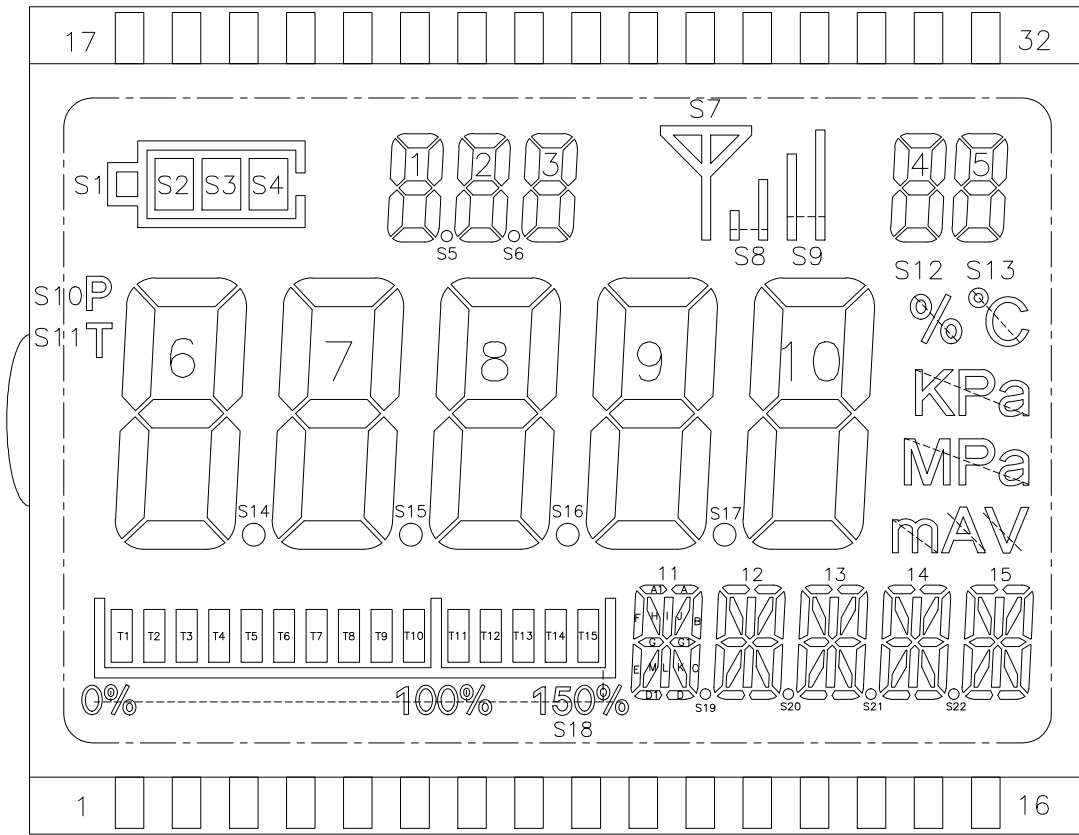 17 32
S7
S1 S2 S3 S4 1 2 3 4 5
S5 S6 S8 S9
S12 S13
S10 P % °C
S11 T
6 7 8 9 10
KPa
MPa
S14 S15 S16 S17
mAV
11 12 13 14 15
A1 A
F H I J B
T1 T2 T3 T4 T5 T6 T7 T8 T9 T10 T11 T12 T13 T14 T15
G G1
E M L K C
D1 D
0% 100% 150% S19 S20 S21 S22
S18
1 16